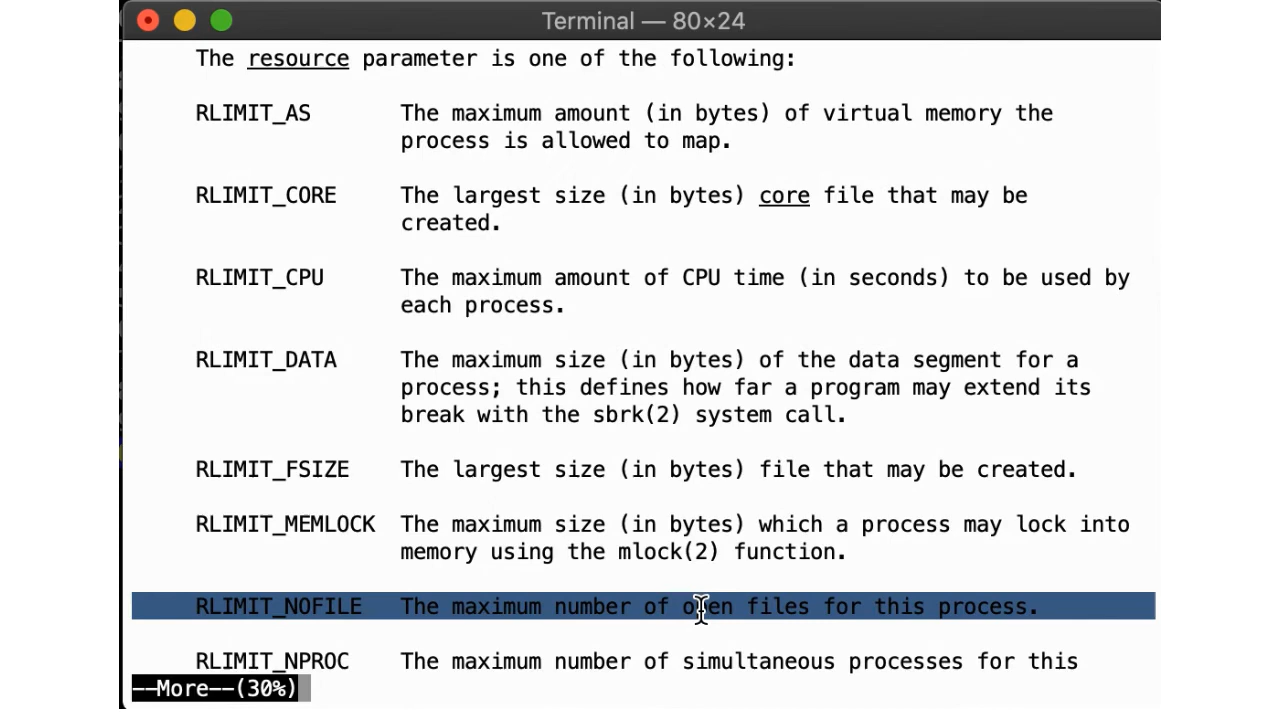 Terminal — 80×24
The resource parameter is one of the following:
RLIMIT_AS The maximum amount (in bytes) of virtual memory the
process is allowed to map.
RLIMIT_CORE The largest size (in bytes) core file that may be
created.
RLIMIT_CPU The maximum amount of CPU time (in seconds) to be used by
each process.
RLIMIT_DATA The maximum size (in bytes) of the data segment for a
process; this defines how far a program may extend its
break with the sbrk(2) system call.
RLIMIT_FSIZE The largest size (in bytes) file that may be created.
RLIMIT_MEMLOCK The maximum size (in bytes) which a process may lock into
memory using the mlock(2) function.
RLIMIT_NOFILE The maximum number of open files for this process.
RLIMIT_NPROC The maximum number of simultaneous processes for this
--More--(30%)